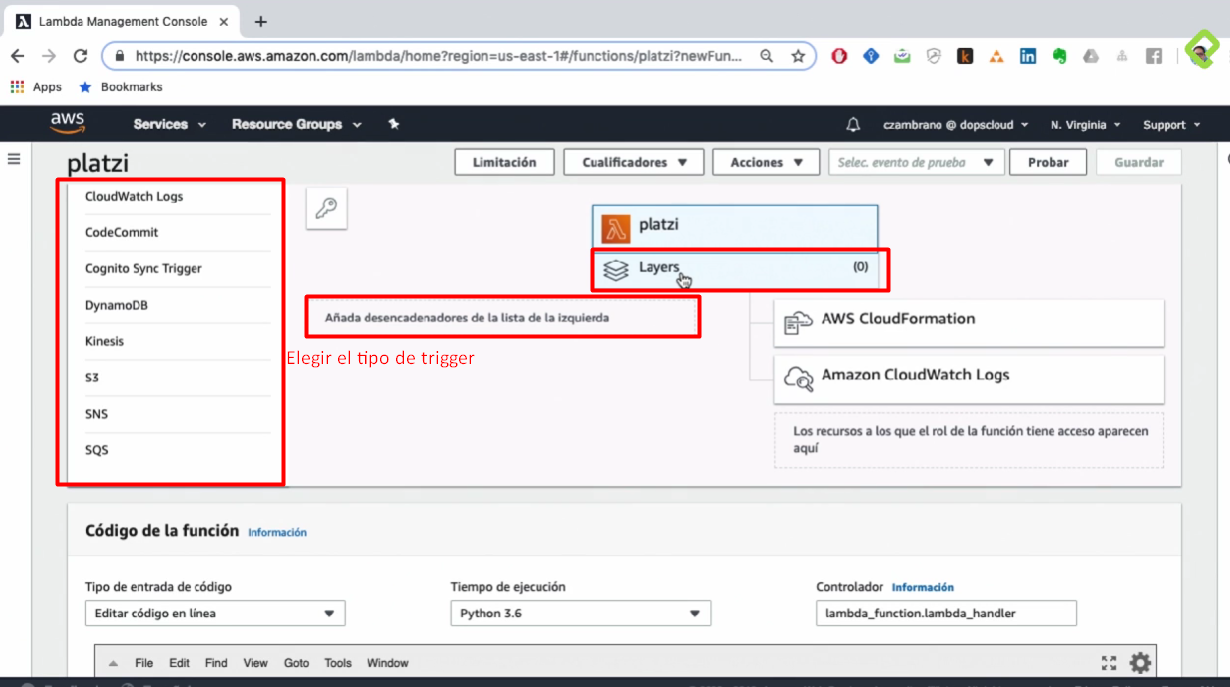 Lambda Management Console
https://console.aws.amazon.com/lambda/home?region=us-east-1#/functions/platzi?newFun...
Apps Bookmarks
aws Services Resource Groups czambrano @ dopscloud N. Virginia Support
platzi Limitación Cualificadores Acciones Selec. evento de prueba Probar Guardar
CloudWatch Logs
CodeCommit
Cognito Sync Trigger
DynamoDB
Kinesis
S3
SNS
SQS
platzi
Layers (0)
Añada desencadenadores de la lista de la izquierda
Elegir el tipo de trigger
AWS CloudFormation
Amazon CloudWatch Logs
Los recursos a los que el rol de la función tiene acceso aparecen
aquí
Código de la función Información
Tipo de entrada de código Tiempo de ejecución Controlador Información
Editar código en línea Python 3.6 lambda_function.lambda_handler
File Edit Find View Goto Tools Window